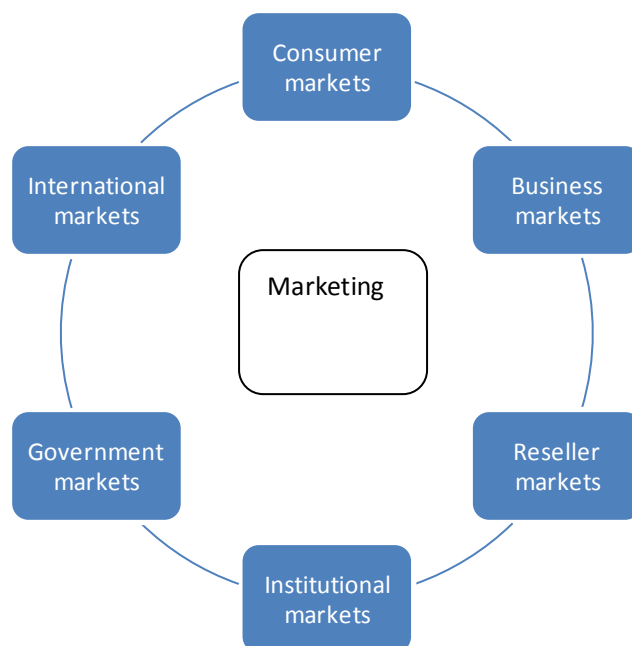 Consumer
markets
International
markets
Business
markets
Marketing
Government
markets
Reseller
markets
Institutional
markets